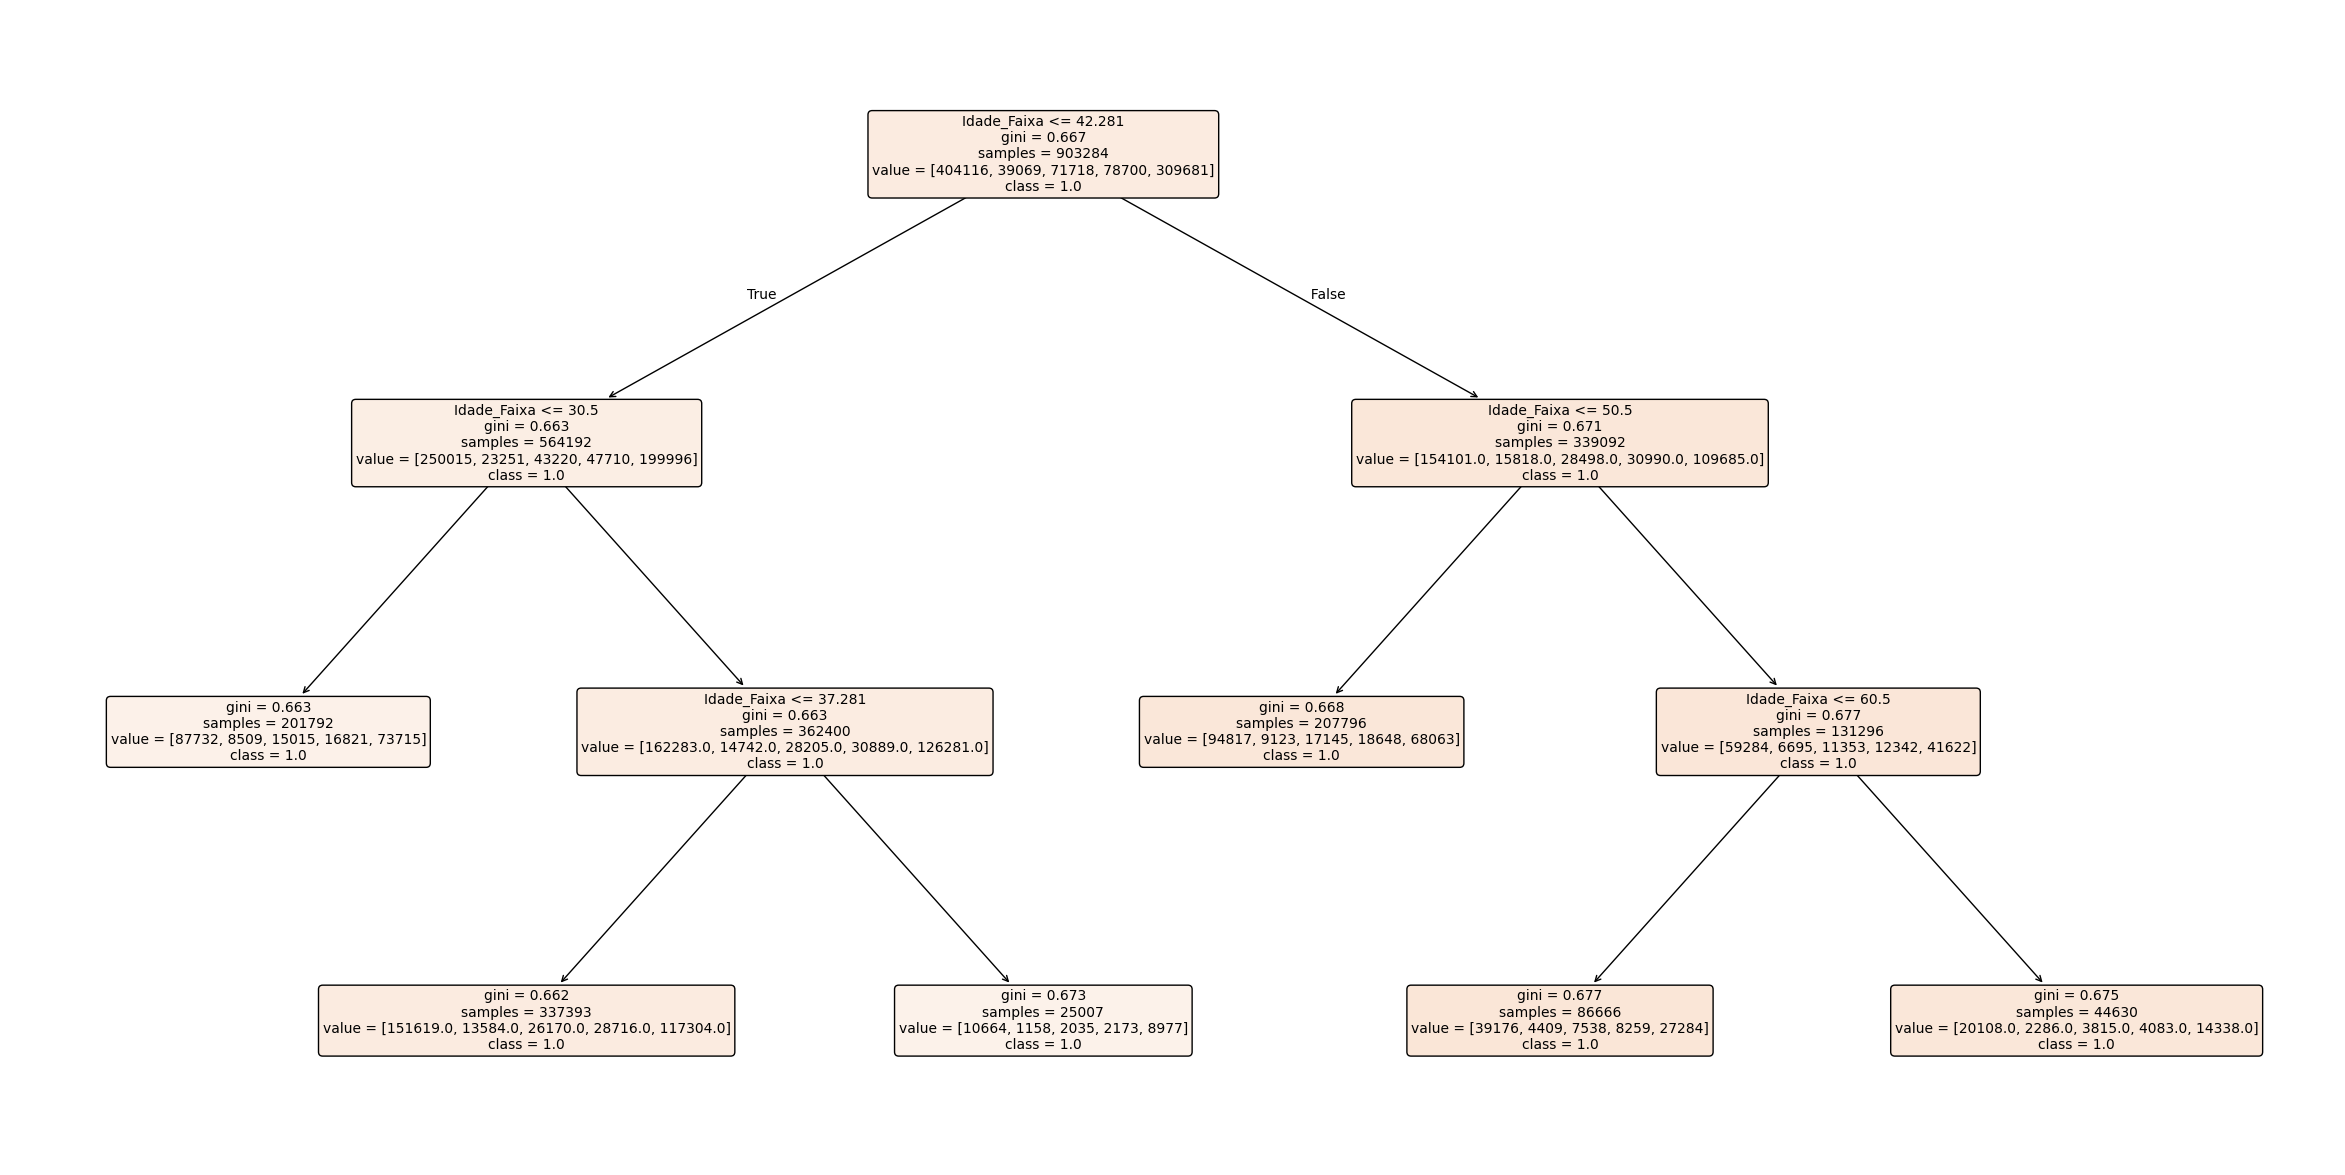 Idade_Faixa <= 42.281
gini = 0.667
samples = 903284
value = [404116, 39069, 71718, 78700, 309681]
class = 1.0
True
False
Idade_Faixa <= 30.5
gini = 0.663
samples = 564192
value = [250015, 23251, 43220, 47710, 199996]
class = 1.0
Idade_Faixa <= 50.5
gini = 0.671
samples = 339092
value = [154101.0, 15818.0, 28498.0, 30990.0, 109685.0]
class = 1.0
gini = 0.663
samples = 201792
value = [87732, 8509, 15015, 16821, 73715]
class = 1.0
Idade_Faixa <= 37.281
gini = 0.663
samples = 362400
value = [162283.0, 14742.0, 28205.0, 30889.0, 126281.0]
class = 1.0
gini = 0.668
samples = 207796
value = [94817, 9123, 17145, 18648, 68063]
class = 1.0
Idade_Faixa <= 60.5
gini = 0.677
samples = 131296
value = [59284, 6695, 11353, 12342, 41622]
class = 1.0
gini = 0.662
samples = 337393
value = [151619.0, 13584.0, 26170.0, 28716.0, 117304.0]
class = 1.0
gini = 0.673
samples = 25007
value = [10664, 1158, 2035, 2173, 8977]
class = 1.0
gini = 0.677
samples = 86666
value = [39176, 4409, 7538, 8259, 27284]
class = 1.0
gini = 0.675
samples = 44630
value = [20108.0, 2286.0, 3815.0, 4083.0, 14338.0]
class = 1.0